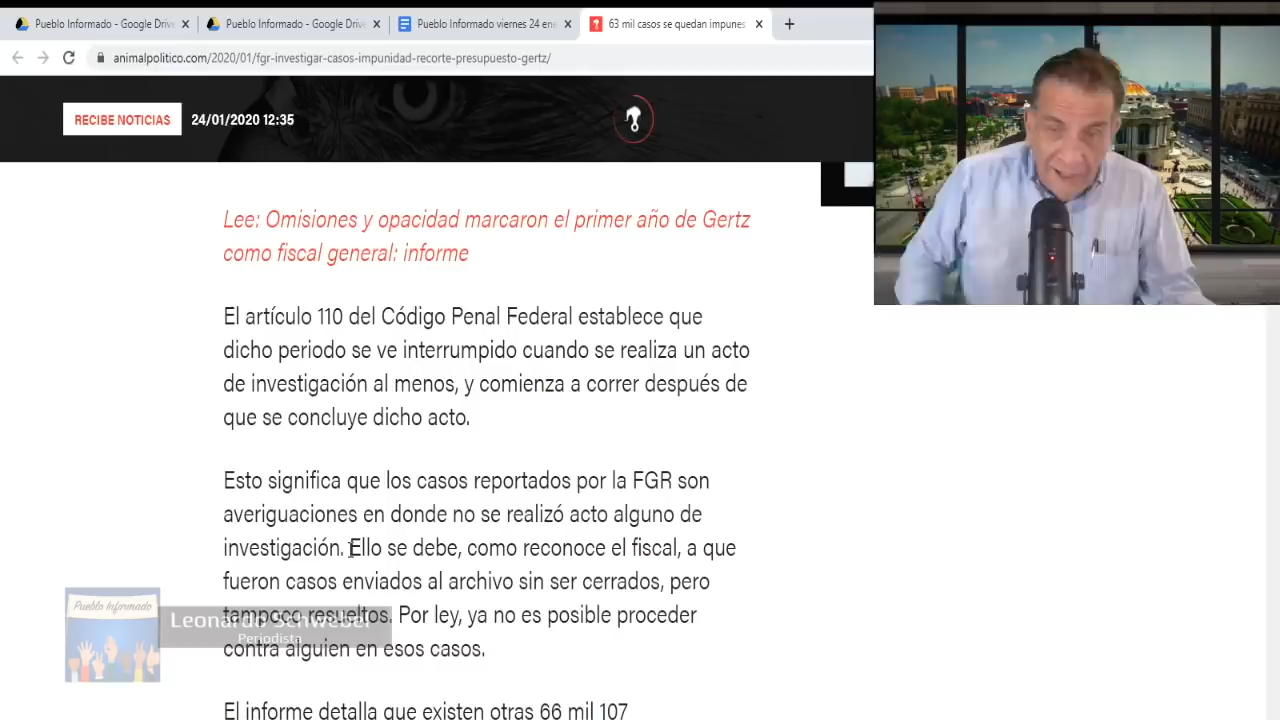 Pueblo Informado - Google Drive
Pueblo Informado - Google Drive
Pueblo Informado viernes 24 ene
63 mil casos se quedan impunes
animalpolitico.com/2020/01/fgr-investigar-casos-impunidad-recorte-presupuesto-gertz/
RECIBE NOTICIAS
24/01/2020 12:35
Lee: Omisiones y opacidad marcaron el primer año de Gertz
como fiscal general: informe
El artículo 110 del Código Penal Federal establece que
dicho periodo se ve interrumpido cuando se realiza un acto
de investigación al menos, y comienza a correr después de
que se concluye dicho acto.
Esto significa que los casos reportados por la FGR son
averiguaciones en donde no se realizó acto alguno de
investigación. Ello se debe, como reconoce el fiscal, a que
fueron casos enviados al archivo sin ser cerrados, pero
tampoco resueltos. Por ley, ya no es posible proceder
contra alguien en esos casos.
El informe detalla que existen otras 66 mil 107
Pueblo Informado
Leonardo Schwebel
Periodista